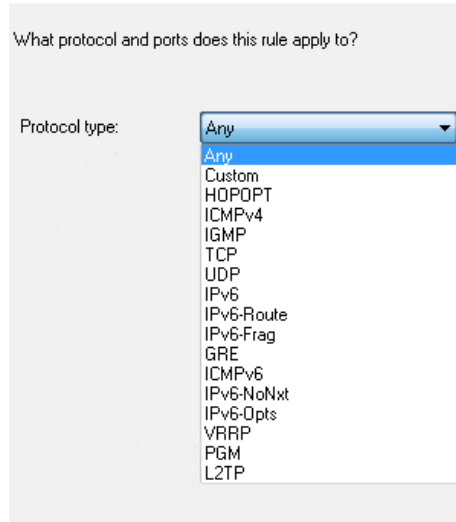 What protocol and ports does this rule apply to?
Protocol type:
Any
Any
Custom
HOPOPT
ICMPv4
IGMP
TCP
UDP
IPv6
IPv6-Route
IPv6-Frag
GRE
ICMPv6
IPv6-NoNxt
IPv6-Opts
VRRP
PGM
L2TP